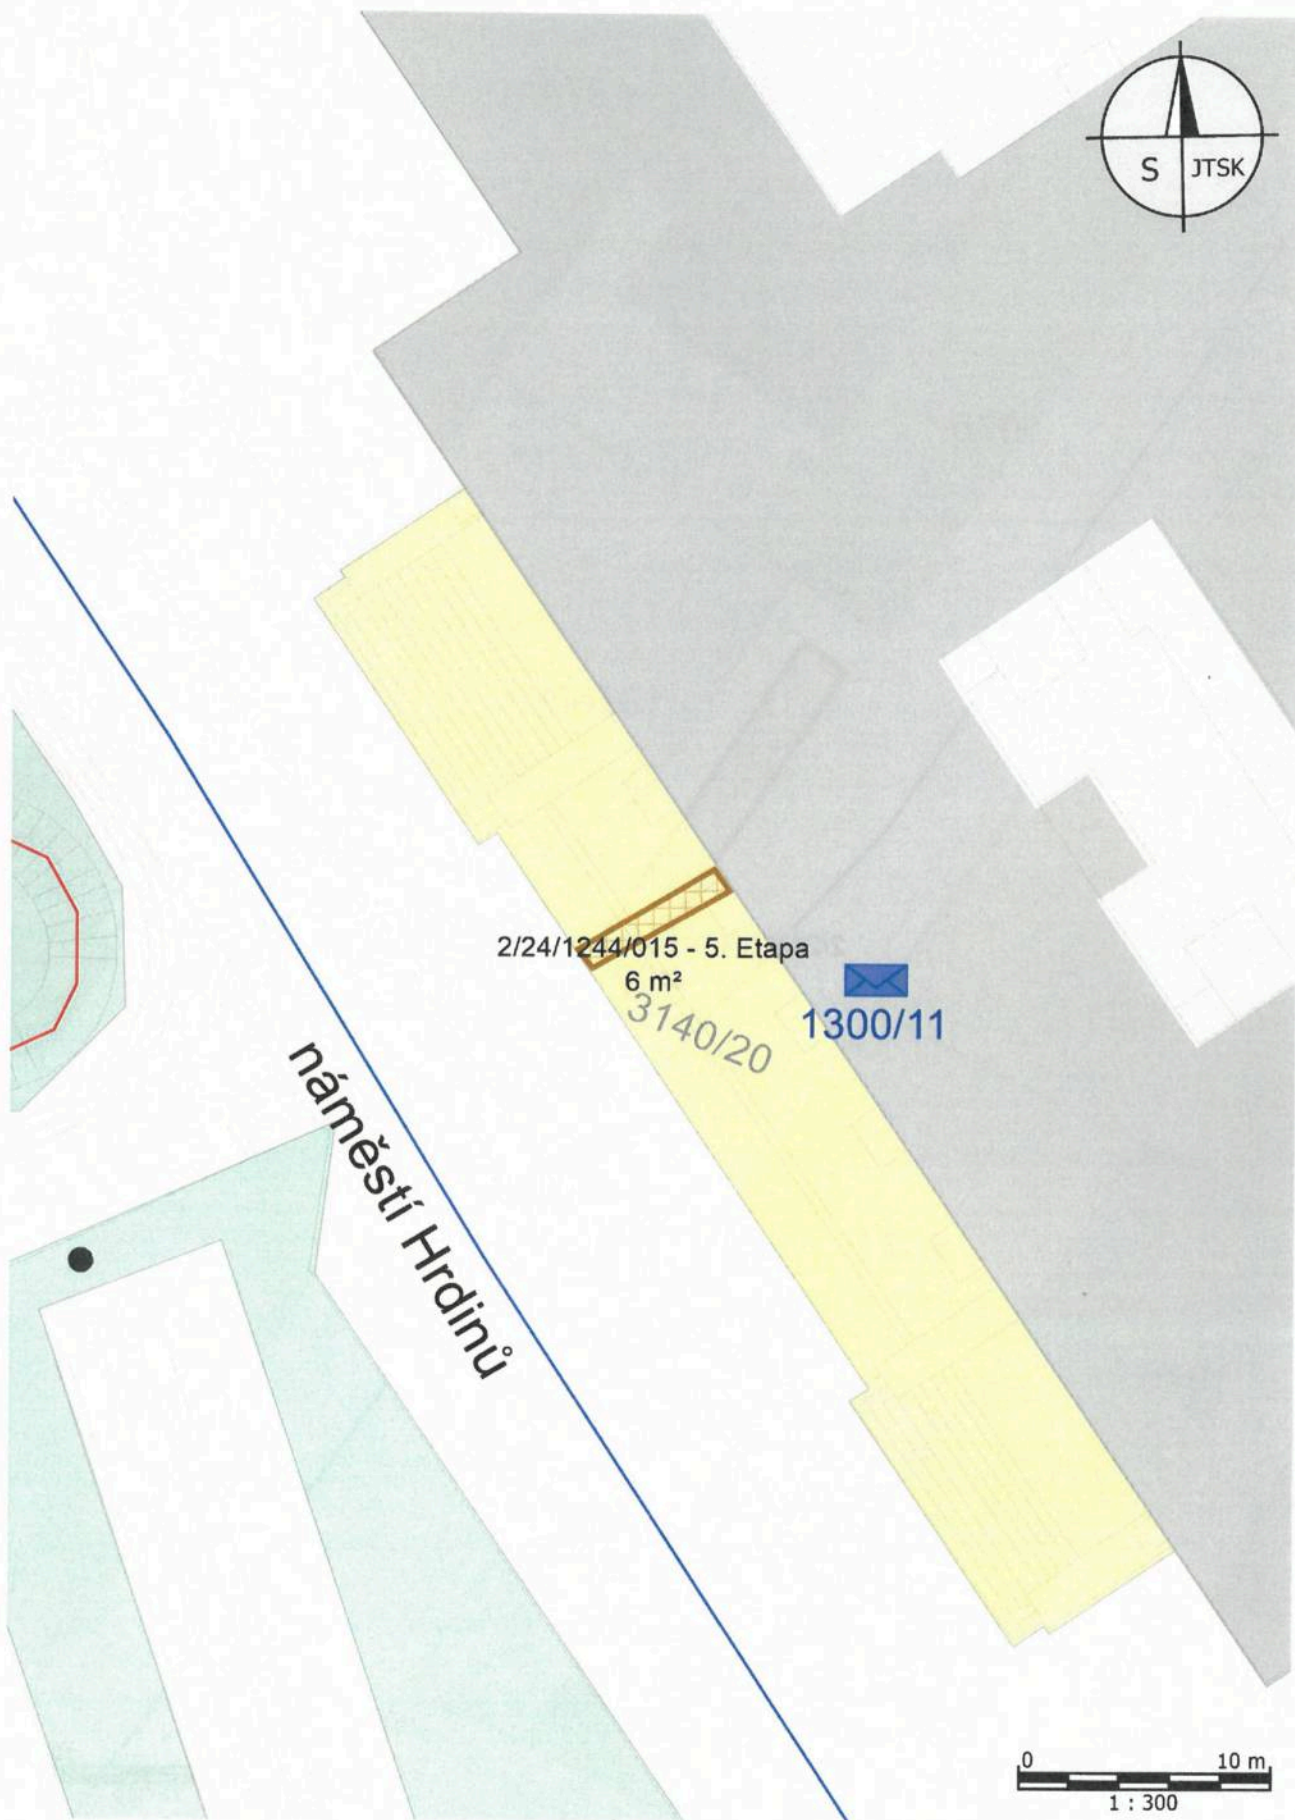 S JTSK
2/24/1244/015 - 5. Etapa
6 m²
3140/20
1300/11
náměstí Hrdinů
0 10 m
1 : 300